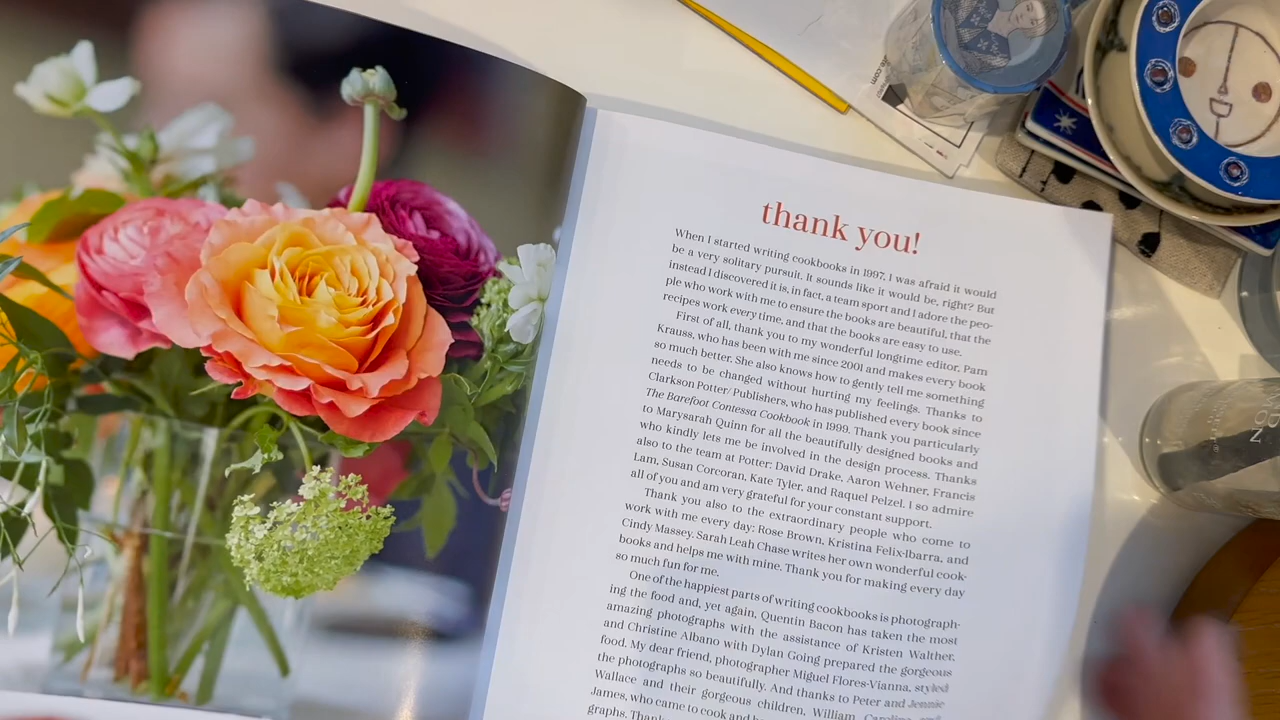 thank you!
When I started writing cookbooks in 1997, I was afraid it would
be a very solitary pursuit. It sounds like it would be, right? But
instead I discovered it is, in fact, a team sport and I adore the peo-
ple who work with me to ensure the books are beautiful, that the
recipes work every time, and that the books are easy to use.
First of all, thank you to my wonderful longtime editor, Pam
Krauss, who has been with me since 2001 and makes every book
so much better. She also knows how to gently tell me something
needs to be changed without hurting my feelings. Thanks to
Clarkson Potter/Publishers, who has published every book since
The Barefoot Contessa Cookbook in 1999. Thank you particularly
to Marysarah Quinn for all the beautifully designed books and
who kindly lets me be involved in the design process. Thanks
also to the team at Potter: David Drake, Aaron Wehner, Francis
Lam, Susan Corcoran, Kate Tyler, and Raquel Pelzel. I so admire
all of you and am very grateful for your constant support.
Thank you also to the extraordinary people who come to
work with me every day: Rose Brown, Kristina Felix-Ibarra, and
Cindy Massey. Sarah Leah Chase writes her own wonderful cook-
books and helps me with mine. Thank you for making every day
so much fun for me.
One of the happiest parts of writing cookbooks is photograph-
ing the food and, yet again, Quentin Bacon has taken the most
amazing photographs with the assistance of Kristen Walther.
and Christine Albano with Dylan Going prepared the gorgeous
food. My dear friend, photographer Miguel Flores-Vianna, styled
the photographs so beautifully. And thanks to Peter and Jennie
Wallace and their gorgeous children, William, Caroline, and
James, who came to cook and
graphs.